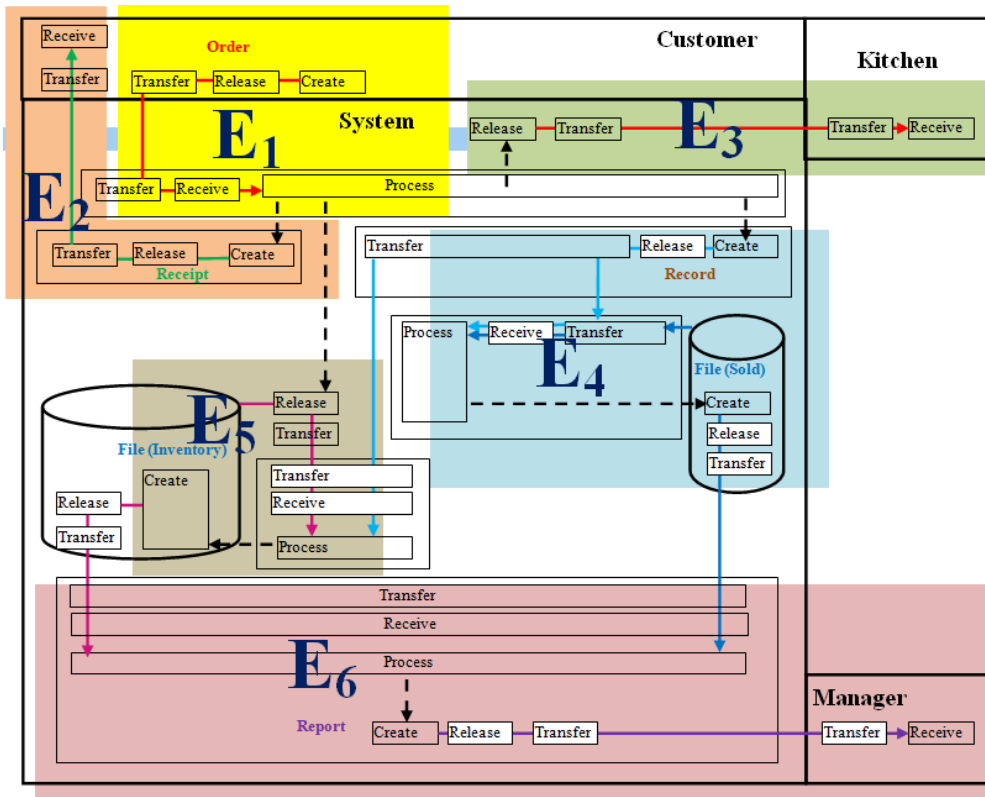 Receive
Order
Customer
Kitchen
Transfer
Transfer
Release
Create
System
E1
Release
Transfer
E3
Transfer
Receive
E2
Transfer
Receive
Process
Transfer
Release
Create
Receipt
Transfer
Release
Create
Record
Process
Receive
Transfer
E4
File (Sold)
Create
Release
Transfer
E5
Release
Transfer
File (Inventory)
Create
Release
Transfer
Transfer
Receive
Process
Transfer
Receive
E6
Process
Manager
Report
Create
Release
Transfer
Transfer
Receive